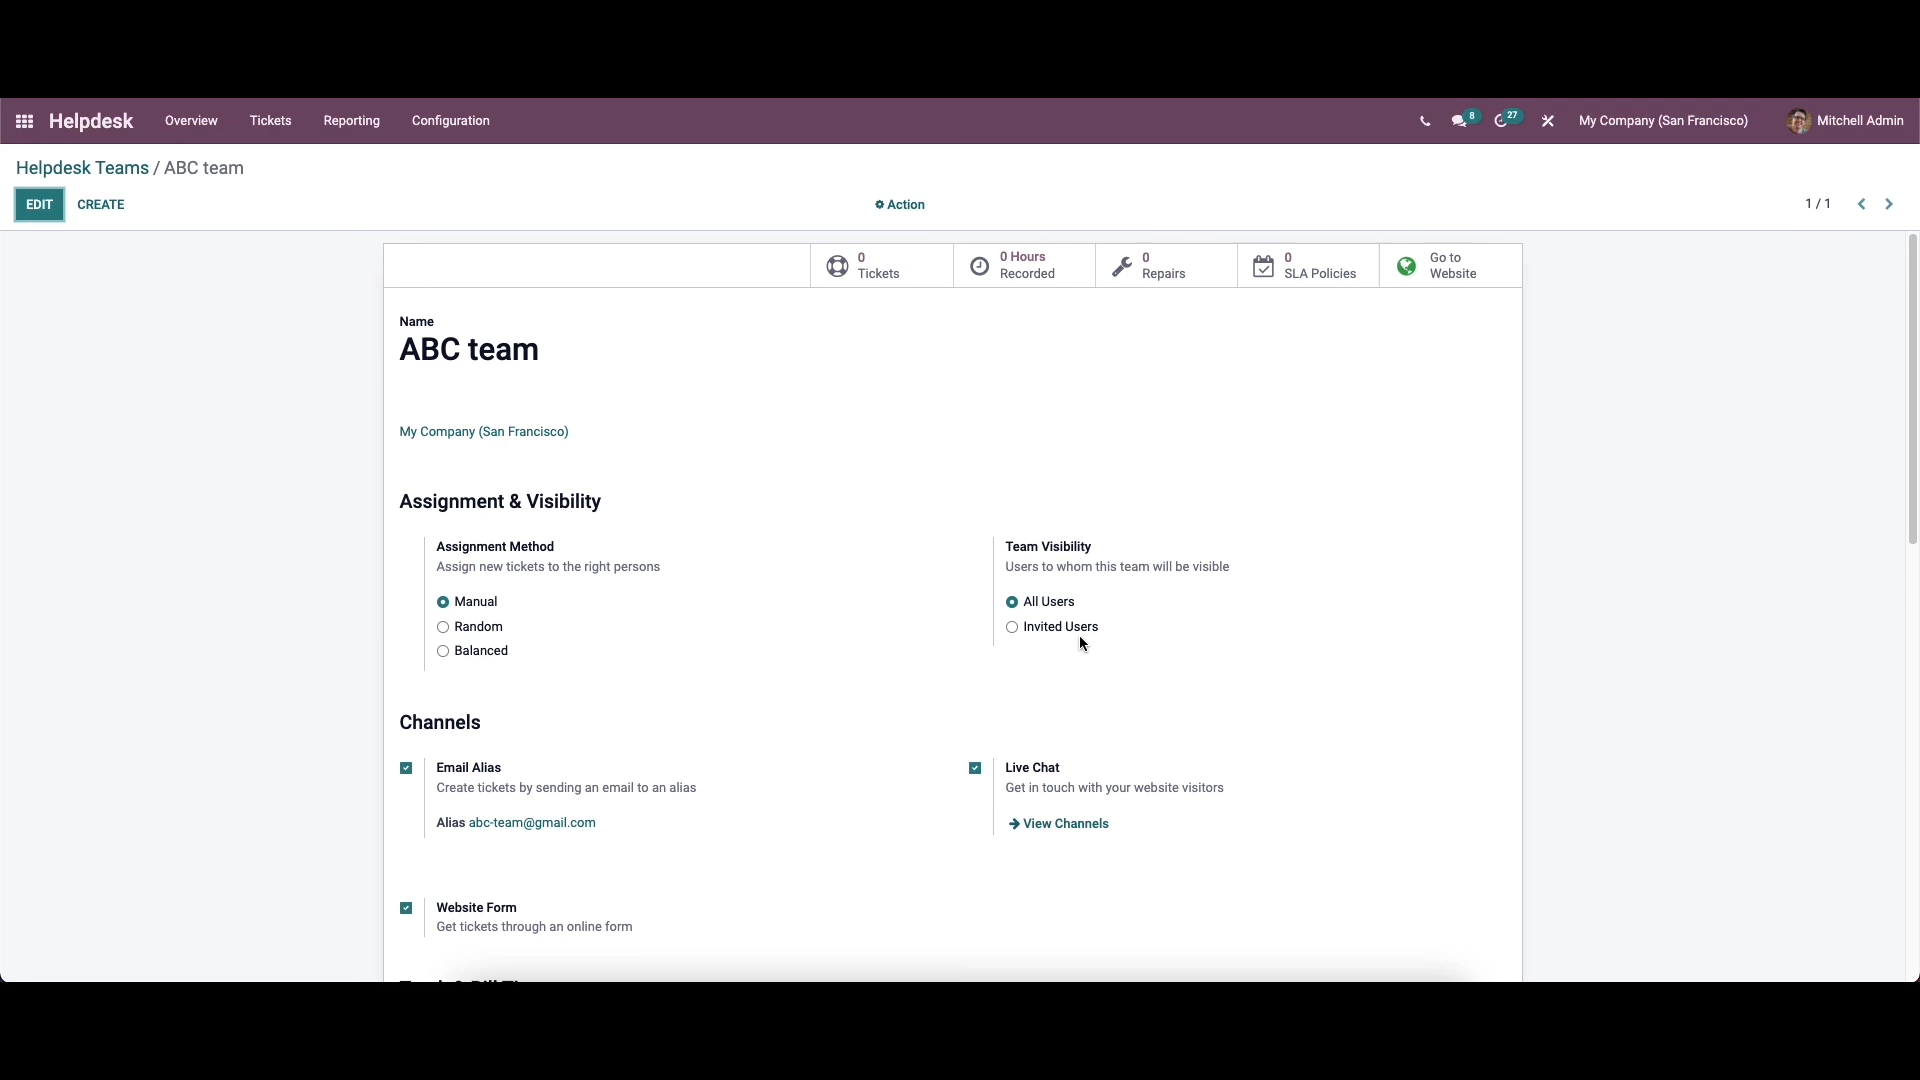 Helpdesk Overview Tickets Reporting Configuration 8 27 My Company (San Francisco) Mitchell Admin
Helpdesk Teams / ABC team
EDIT CREATE Action 1 / 1
0 Tickets
0 Hours Recorded
0 Repairs
0 SLA Policies
Go to Website
Name
ABC team
My Company (San Francisco)
Assignment & Visibility
Assignment Method
Assign new tickets to the right persons
Manual
Random
Balanced
Team Visibility
Users to whom this team will be visible
All Users
Invited Users
Channels
Email Alias
Create tickets by sending an email to an alias
Alias abc-team@gmail.com
Live Chat
Get in touch with your website visitors
View Channels
Website Form
Get tickets through an online form